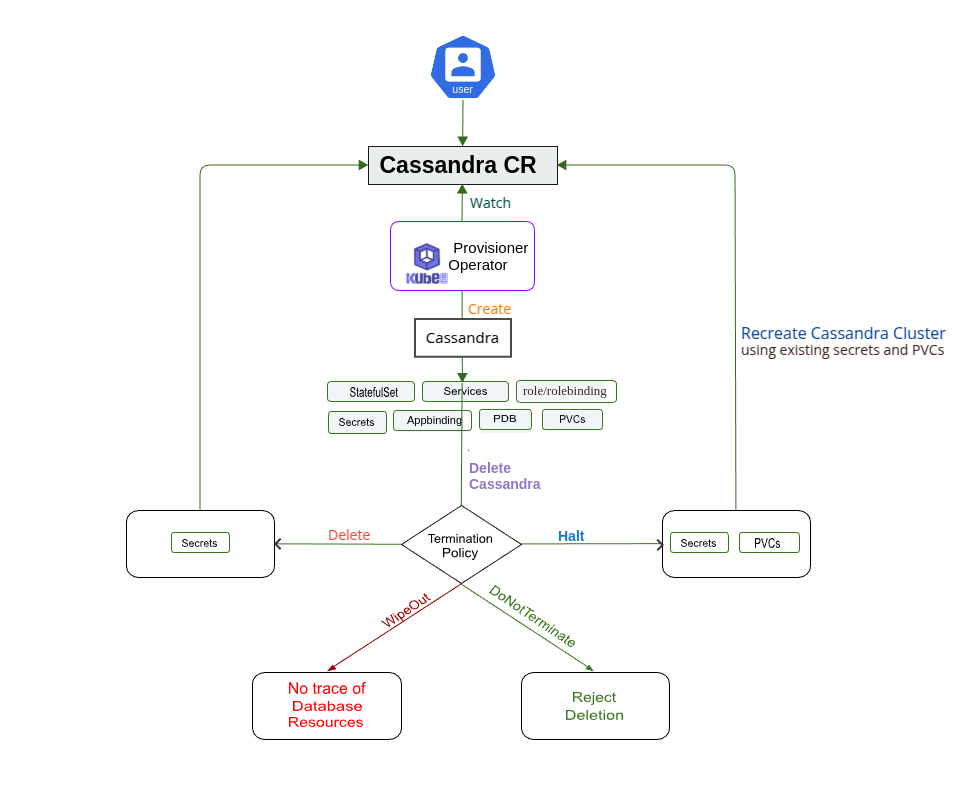 user
Cassandra CR
Watch
Provisioner
Operator
KubeDB
Create
Cassandra
Recreate Cassandra Cluster
using existing secrets and PVCs
StatefulSet
Services
role/rolebinding
Secrets
Appbinding
PDB
PVCs
Delete
Cassandra
Termination
Policy
Delete
Halt
Secrets
Secrets
PVCs
WipeOut
DoNotTerminate
No trace of
Database
Resources
Reject
Deletion